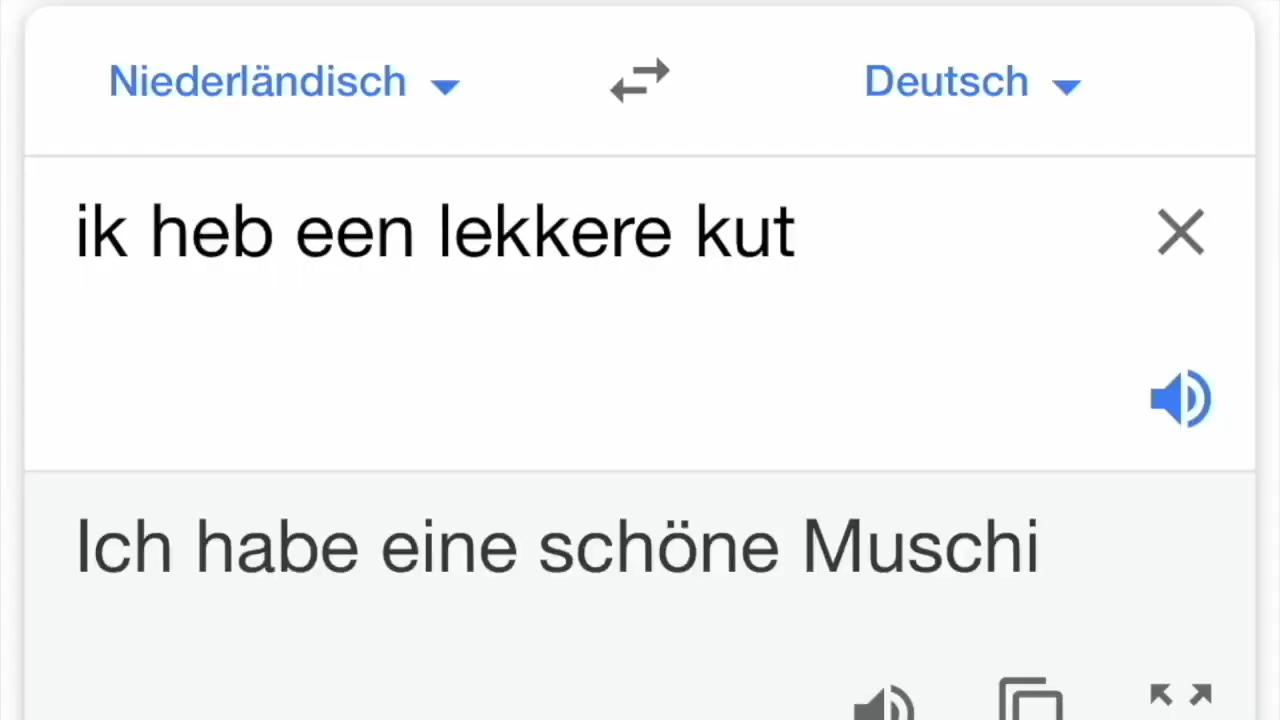 Niederländisch Deutsch
ik heb een lekkere kut
Ich habe eine schöne Muschi